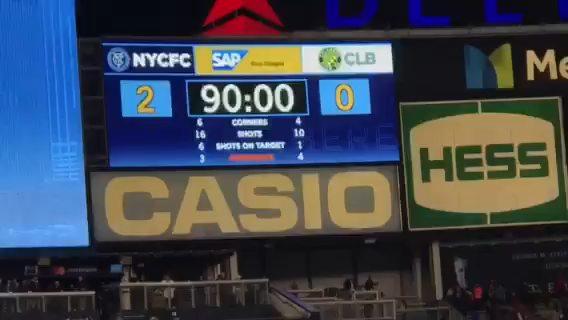 DELT
NYCFC SAP CLB
2 90:00 0
6 CORNERS 4
16 SHOTS 10
6 SHOTS ON TARGET 1
3 4
Me
HESS
CASIO